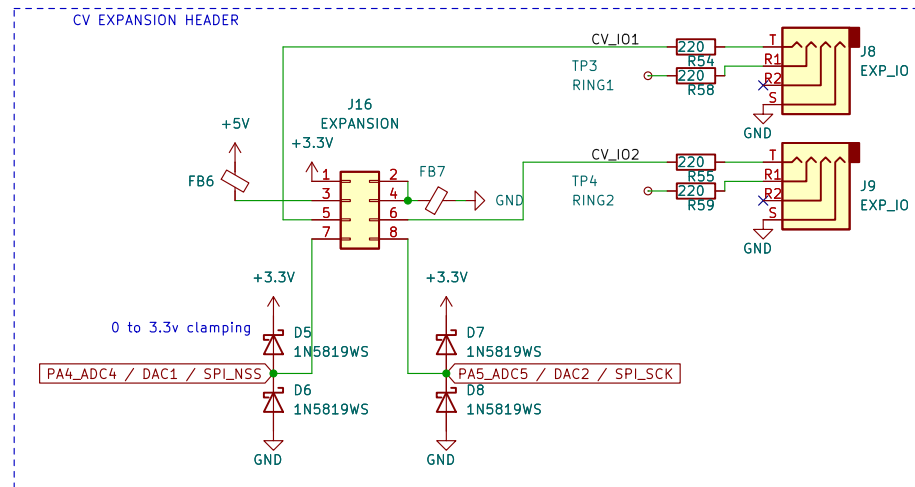 CV EXPANSION HEADER
CV_IO1
220
R54
T
R1
R2
S
J8
EXP_IO
TP3
RING1
220
R58
GND
J16
EXPANSION
+5V
+3.3V
FB6
1
2
3
4
5
6
7
8
FB7
GND
CV_IO2
220
R55
T
R1
R2
S
J9
EXP_IO
TP4
RING2
220
R59
GND
+3.3V
+3.3V
0 to 3.3v clamping
D5
1N5819WS
D7
1N5819WS
PA4_ADC4 / DAC1 / SPI_NSS
PA5_ADC5 / DAC2 / SPI_SCK
D6
1N5819WS
D8
1N5819WS
GND
GND